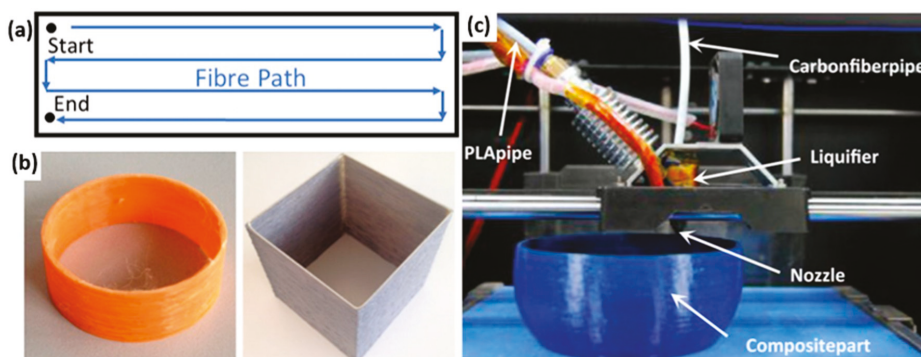 (a)
Start
Fibre Path
End
(b)
(c)
Carbonfiberpipe
PLApipe
Liquifier
Nozzle
Compositepart